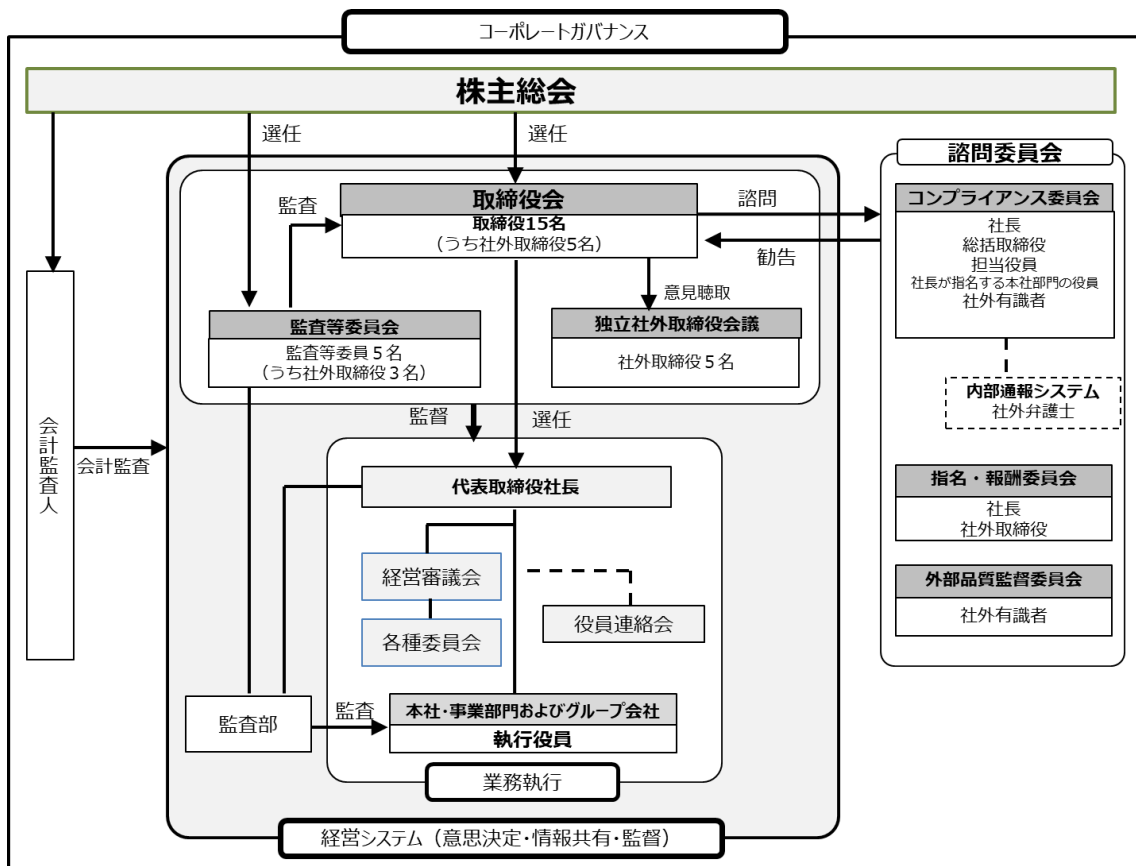 コーポレートガバナンス
株主総会
選任
選任
諮問委員会
監査
取締役会
取締役15名
（うち社外取締役5名）
諮問
勧告
コンプライアンス委員会
社長
総括取締役
担当役員
社長が指名する本社部門の役員
社外有識者
意見聴取
監査等委員会
監査等委員５名
（うち社外取締役３名）
独立社外取締役会議
社外取締役５名
内部通報システム
社外弁護士
会計監査人
会計監査
監督
選任
代表取締役社長
指名・報酬委員会
社長
社外取締役
経営審議会
各種委員会
役員連絡会
外部品質監督委員会
社外有識者
監査部
監査
本社・事業部門およびグループ会社
執行役員
業務執行
経営システム（意思決定・情報共有・監督）